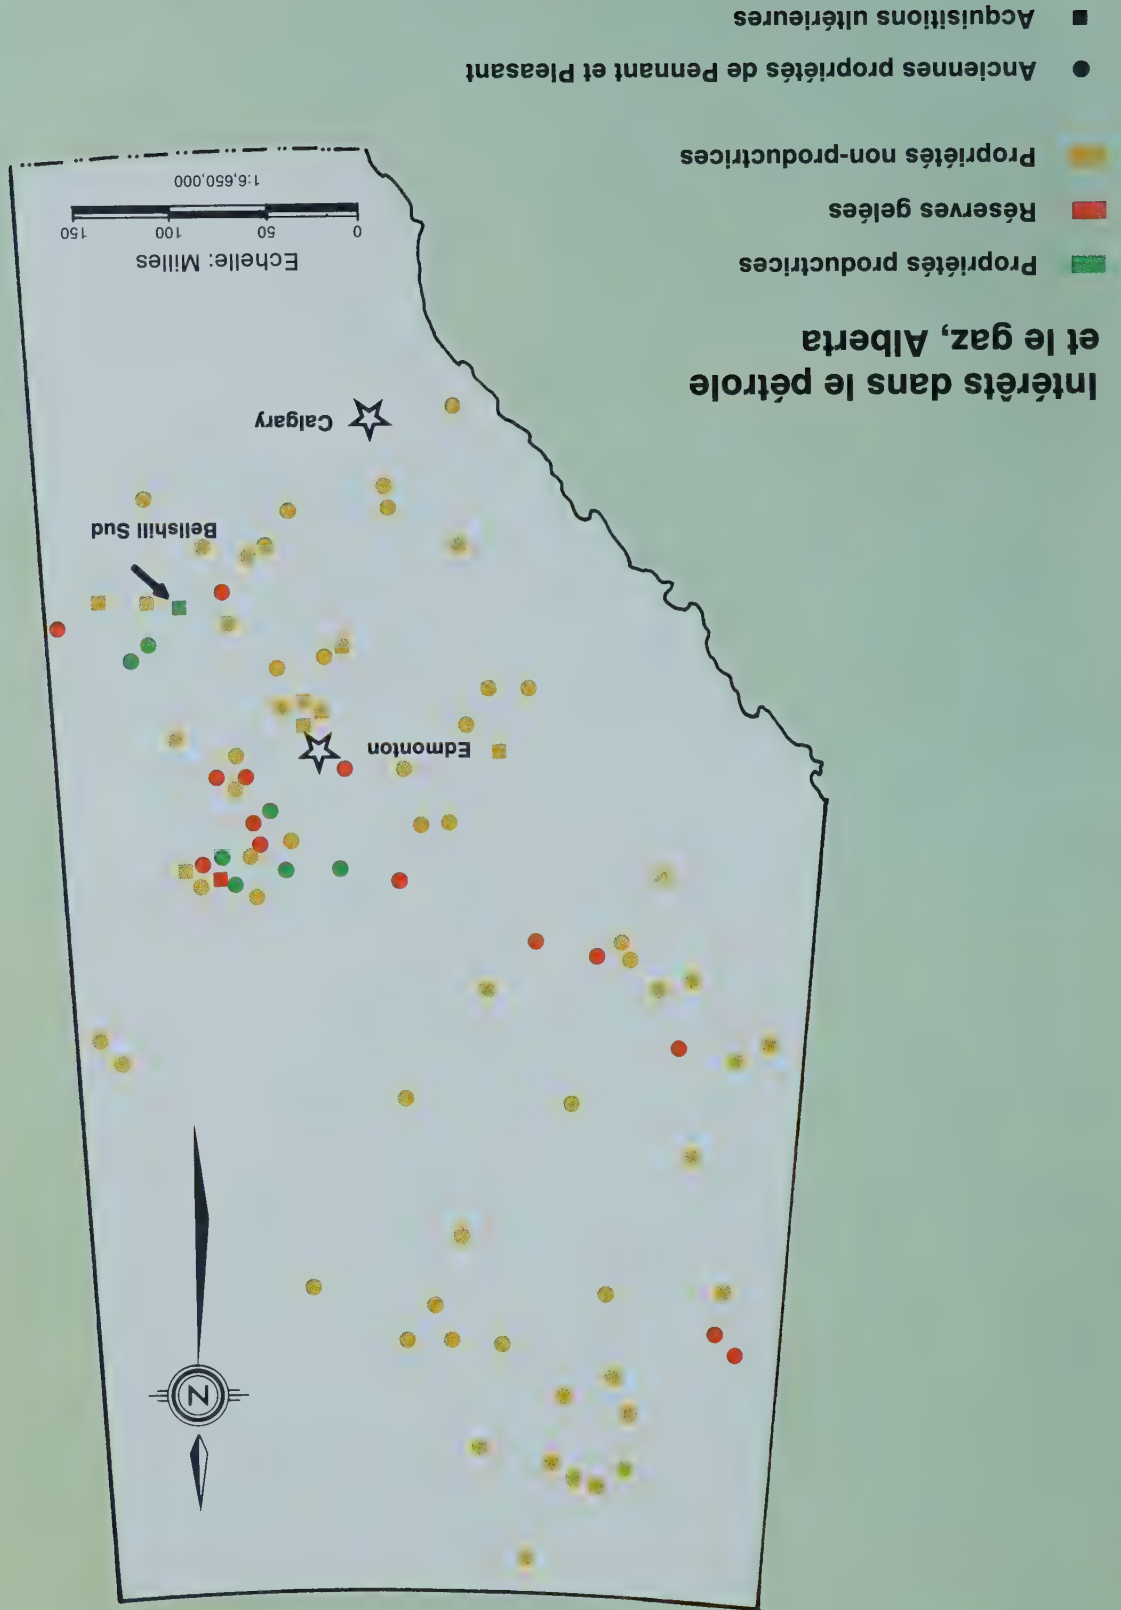 Intérêts dans le pétrole
et le gaz, Alberta
Propriétés productrices
Réserves gelées
Propriétés non-productrices
Anciennes propriétés de Pennant et Pleasant
Acquisitions ultérieures
N
Edmonton
Bellshill Sud
Calgary
Echelle: Milles
0 50 100 150
1:6,650,000